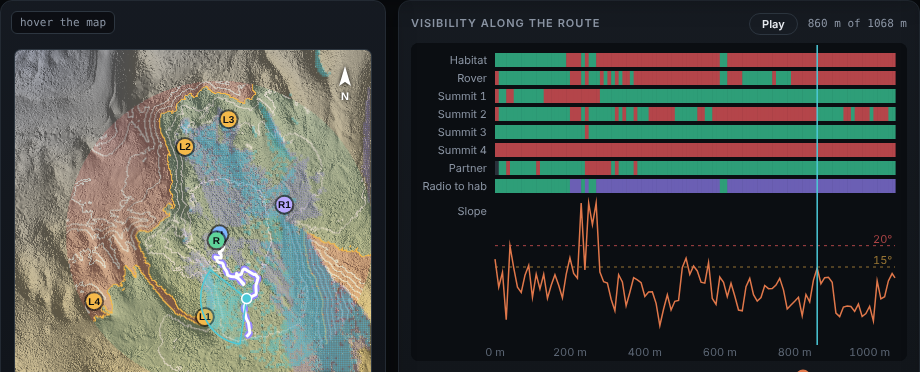 hover the map
N
L3
L2
R1
R
L4
L1
VISIBILITY ALONG THE ROUTE
Play
860 m of 1068 m
Habitat
Rover
Summit 1
Summit 2
Summit 3
Summit 4
Partner
Radio to hab
Slope
20°
15°
0 m 200 m 400 m 600 m 800 m 1000 m